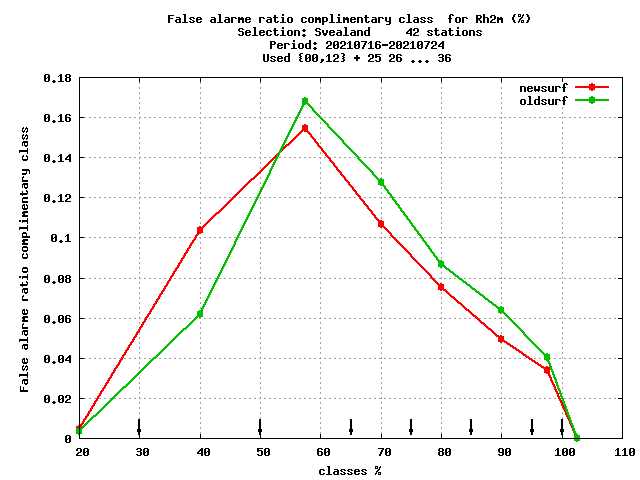 False alarme ratio complimentary class  for Rh2m (%)
Selection: Svealand     42 stations
Period: 20210716-20210724
Used {00,12} + 25 26 ... 36
newsurf
oldsurf
False alarme ratio complimentary class
0.18
0.16
0.14
0.12
0.1
0.08
0.06
0.04
0.02
0
20 30 40 50 60 70 80 90 100 110
classes %